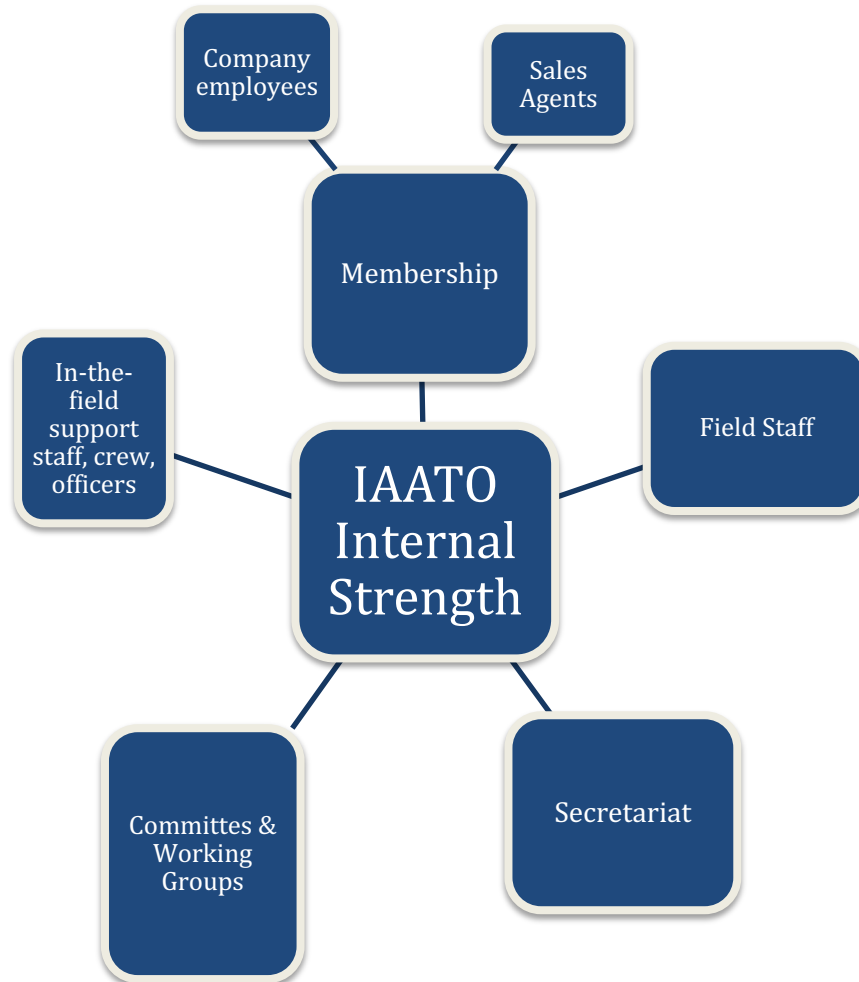 Company
employees
Sales
Agents
Membership
In-the-
field
support
staff, crew,
officers
Field Staff
IAATO
Internal
Strength
Committes &
Working
Groups
Secretariat